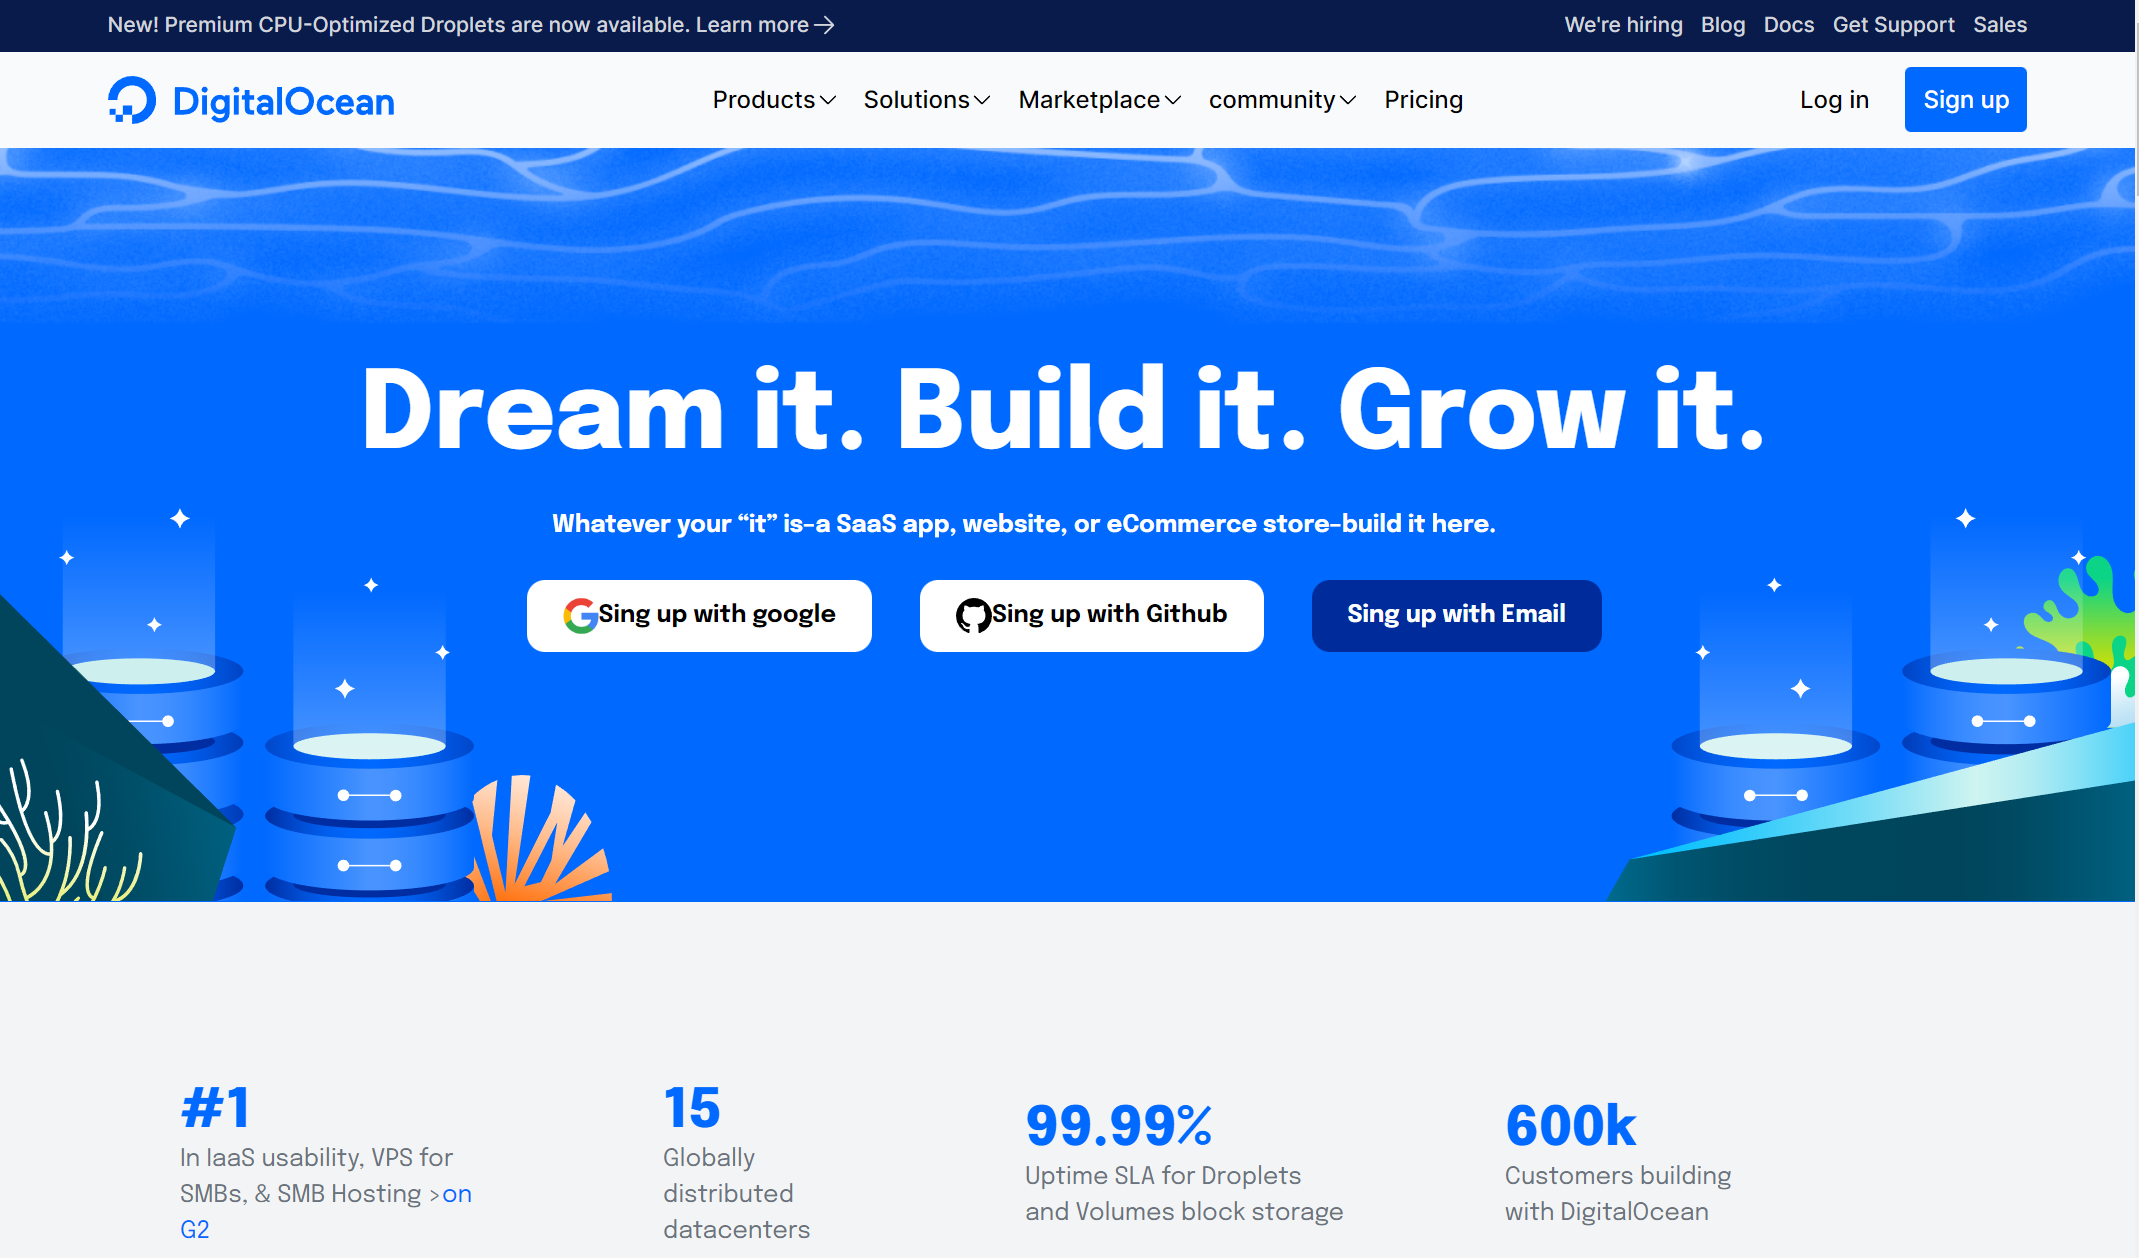 New! Premium CPU-Optimized Droplets are now available. Learn more →
We're hiring Blog Docs Get Support Sales
DigitalOcean
Products Solutions Marketplace community Pricing
Log in Sign up
Dream it. Build it. Grow it.
Whatever your “it” is–a SaaS app, website, or eCommerce store–build it here.
Sing up with google
Sing up with Github
Sing up with Email
#1
In IaaS usability, VPS for
SMBs, & SMB Hosting >on
G2
15
Globally
distributed
datacenters
99.99%
Uptime SLA for Droplets
and Volumes block storage
600k
Customers building
with DigitalOcean